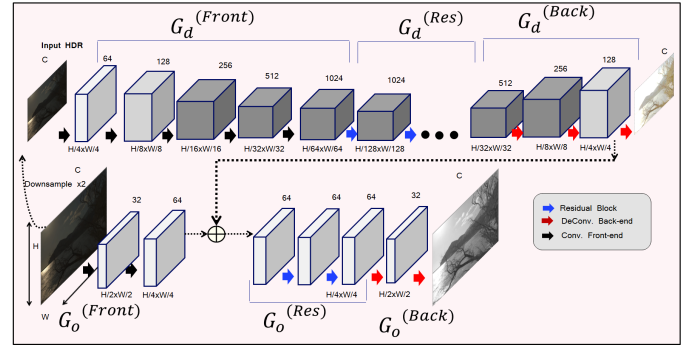 G_d^(Front)
G_d^(Res)
G_d^(Back)
Input HDR
C
64
128
256
512
1024
1024
512
256
128
C
H/4xW/4
H/8xW/8
H/16xW/16
H/32xW/32
H/64xW/64
H/128xW/128
H/32xW/32
H/8xW/8
H/4xW/4
Downsample x2
C
32
64
64
64
64
32
C
H
W
H/2xW/2
H/4xW/4
H/4xW/4
H/2xW/2
G_o^(Front)
G_o^(Res)
G_o^(Back)
Residual Block
DeConv. Back-end
Conv. Front-end